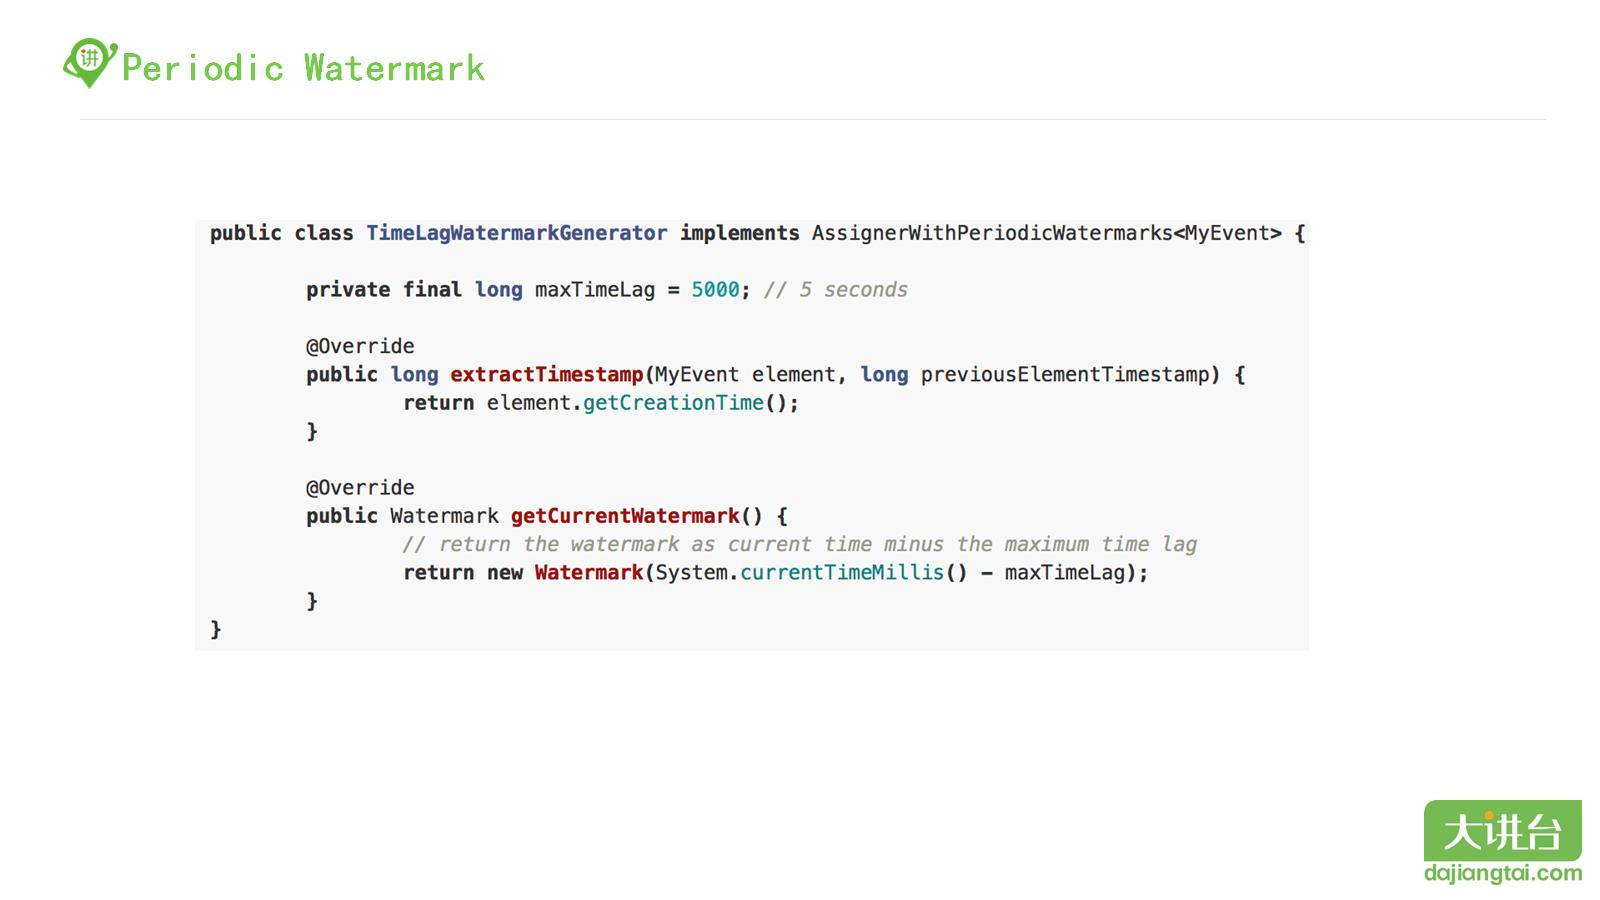 讲
Periodic Watermark
public class TimeLagWatermarkGenerator implements AssignerWithPeriodicWatermarks<MyEvent> {
private final long maxTimeLag = 5000; // 5 seconds
@Override
public long extractTimestamp(MyEvent element, long previousElementTimestamp) {
return element.getCreationTime();
}
@Override
public Watermark getCurrentWatermark() {
// return the watermark as current time minus the maximum time lag
return new Watermark(System.currentTimeMillis() - maxTimeLag);
}
}
大讲台
dajiangtai.com